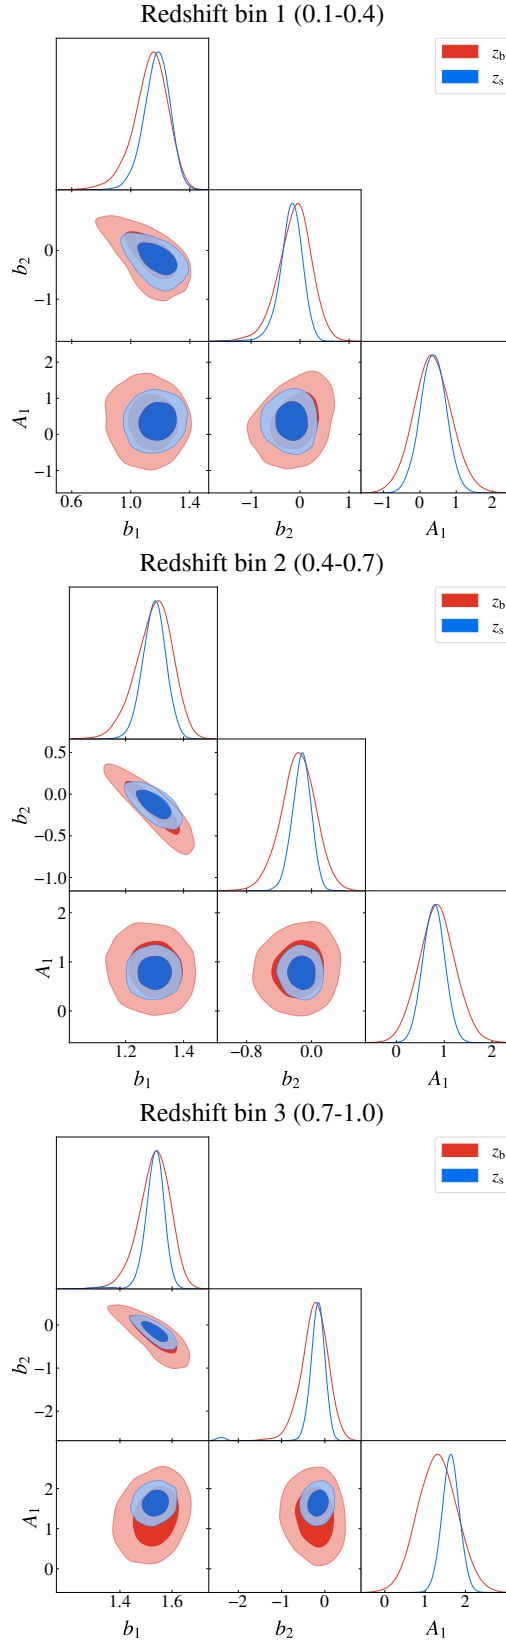 Redshift bin 1 (0.1-0.4)
z_b
z_s
b_2
0
−1
A_1
2
1
0
−1
0.6 1.0 1.4
−1 0 1
−1 0 1 2
b_1 b_2 A_1
Redshift bin 2 (0.4-0.7)
z_b
z_s
b_2
0.5
0.0
−0.5
−1.0
A_1
2
1
0
1.2 1.4
−0.8 0.0
0 1 2
b_1 b_2 A_1
Redshift bin 3 (0.7-1.0)
z_b
z_s
b_2
0
−1
−2
A_1
2
1
0
1.4 1.6
−2 −1 0
0 1 2
b_1 b_2 A_1